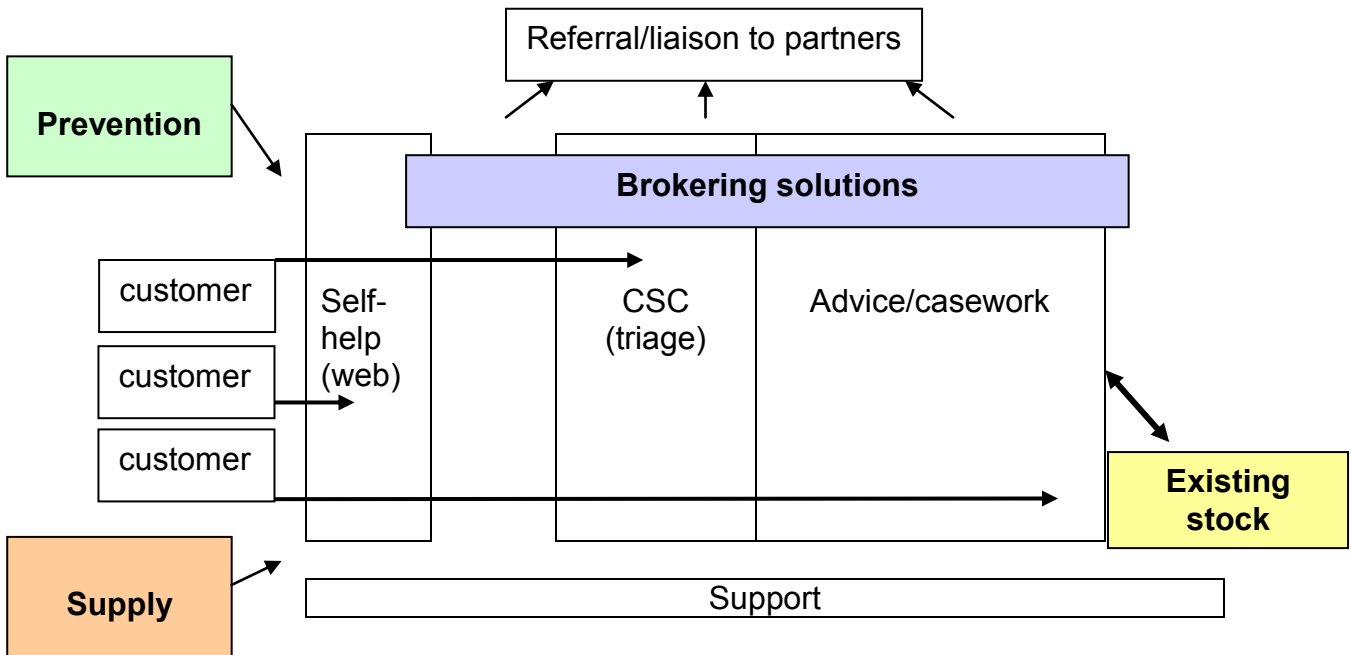 Referral/liaison to partners
Prevention
Brokering solutions
customer
Self-
help
(web)
CSC
(triage)
Advice/casework
customer
customer
Existing
stock
Supply
Support